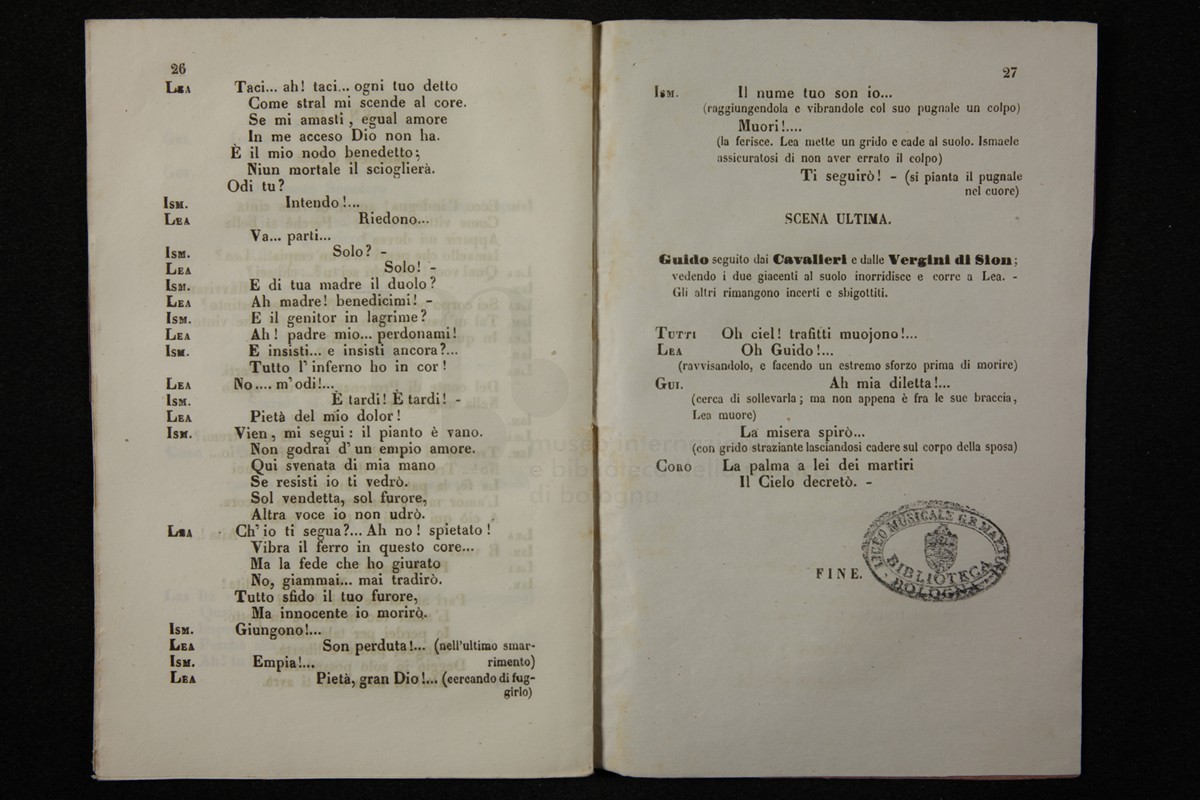 26
LEA Taci... ah! taci... ogni tuo detto
Come stral mi scende al core.
Se mi amasti, egual amore
In me acceso Dio non ha.
È il mio nodo benedetto;
Niun mortale il scioglierà.
Odi tu?
ISM. Intendo!...
LEA Riedono...
Va... parti...
ISM. Solo? -
LEA Solo! -
ISM. E di tua madre il duolo?
LEA Ah madre! benedicimi! -
ISM. E il genitor in lagrime?
LEA Ah! padre mio... perdonami!
ISM. E insisti... e insisti ancora?...
Tutto l'inferno ho in cor!
LEA No.... m'odi!...
ISM. È tardi! È tardi! -
LEA Pietà del mio dolor!
ISM. Vien, mi segui: il pianto è vano.
Non godrai d'un empio amore.
Qui svenata di mia mano
Se resisti io ti vedrò.
Sol vendetta, sol furore,
Altra voce io non udrò.
LEA Ch'io ti segua?... Ah no! spietato!
Vibra il ferro in questo core...
Ma la fede che ho giurato
No, giammai... mai tradirò.
Tutto sfido il tuo furore,
Ma innocente io morirò.
ISM. Giungono!...
LEA Son perduta!... (nell'ultimo smar-
ISM. Empia!... rimento)
LEA Pietà, gran Dio!... (cercando di fug-
girlo)
27
ISM. Il nume tuo son io...
(raggiungendola e vibrandole col suo pugnale un colpo)
Muori!....
(la ferisce. Lea mette un grido e cade al suolo. Ismaele
assicuratosi di non aver errato il colpo)
Ti seguirò! - (si pianta il pugnale
nel cuore)
SCENA ULTIMA.
Guido seguito dai Cavalieri e dalle Vergini di Sion;
vedendo i due giacenti al suolo inorridisce e corre a Lea. -
Gli altri rimangono incerti e sbigottiti.
TUTTI Oh ciel! trafitti muojono!...
LEA Oh Guido!...
(ravvisandolo, e facendo un estremo sforzo prima di morire)
GUI. Ah mia diletta!...
(cerca di sollevarla; ma non appena è fra le sue braccia,
Lea muore)
La misera spirò...
(con grido straziante lasciandosi cadere sul corpo della sposa)
CORO La palma a lei dei martiri
Il Cielo decretò. -
FINE.
LICEO MUSICALE G.B. MARTINI
BIBLIOTECA
BOLOGNA
museo internazi
e biblioteca della
di bologna